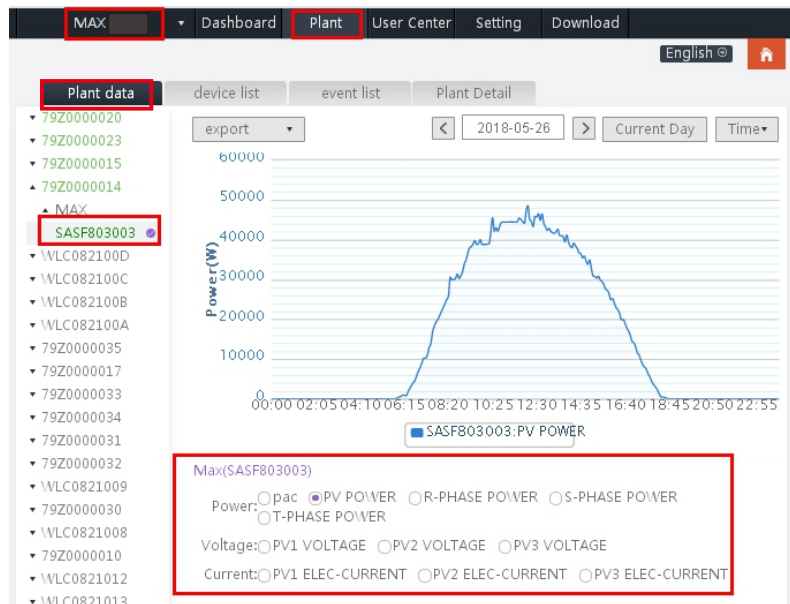 MAX Dashboard Plant User Center Setting Download
English
Plant data device list event list Plant Detail
79Z0000020
79Z0000023
79Z0000015
79Z0000014
MAX
SASF803003
WLC082100D
WLC082100C
WLC082100B
WLC082100A
79Z0000035
79Z0000017
79Z0000033
79Z0000034
79Z0000031
79Z0000032
WLC0821009
79Z0000030
WLC0821008
79Z0000010
WLC0821012
WLC0821013
export 2018-05-26 Current Day Time
Power(W)
60000
50000
40000
30000
20000
10000
0
00:00 02:05 04:10 06:15 08:20 10:25 12:30 14:35 16:40 18:45 20:50 22:55
SASF803003:PV POWER
Max(SASF803003)
Power: pac PV POWER R-PHASE POWER S-PHASE POWER
T-PHASE POWER
Voltage: PV1 VOLTAGE PV2 VOLTAGE PV3 VOLTAGE
Current: PV1 ELEC-CURRENT PV2 ELEC-CURRENT PV3 ELEC-CURRENT